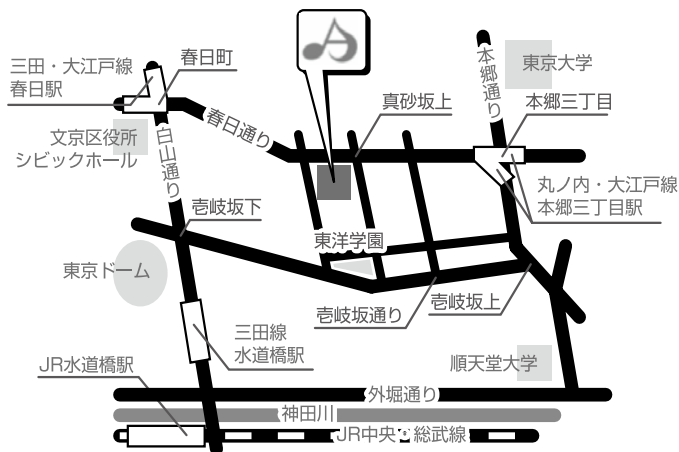 三田・大江戸線
春日駅
春日町
文京区役所
シビックホール
白山通り
春日通り
真砂坂上
本郷通り
東京大学
本郷三丁目
丸ノ内・大江戸線
本郷三丁目駅
壱岐坂下
東洋学園
東京ドーム
壱岐坂通り
壱岐坂上
三田線
水道橋駅
JR水道橋駅
順天堂大学
外堀通り
神田川
JR中央・総武線